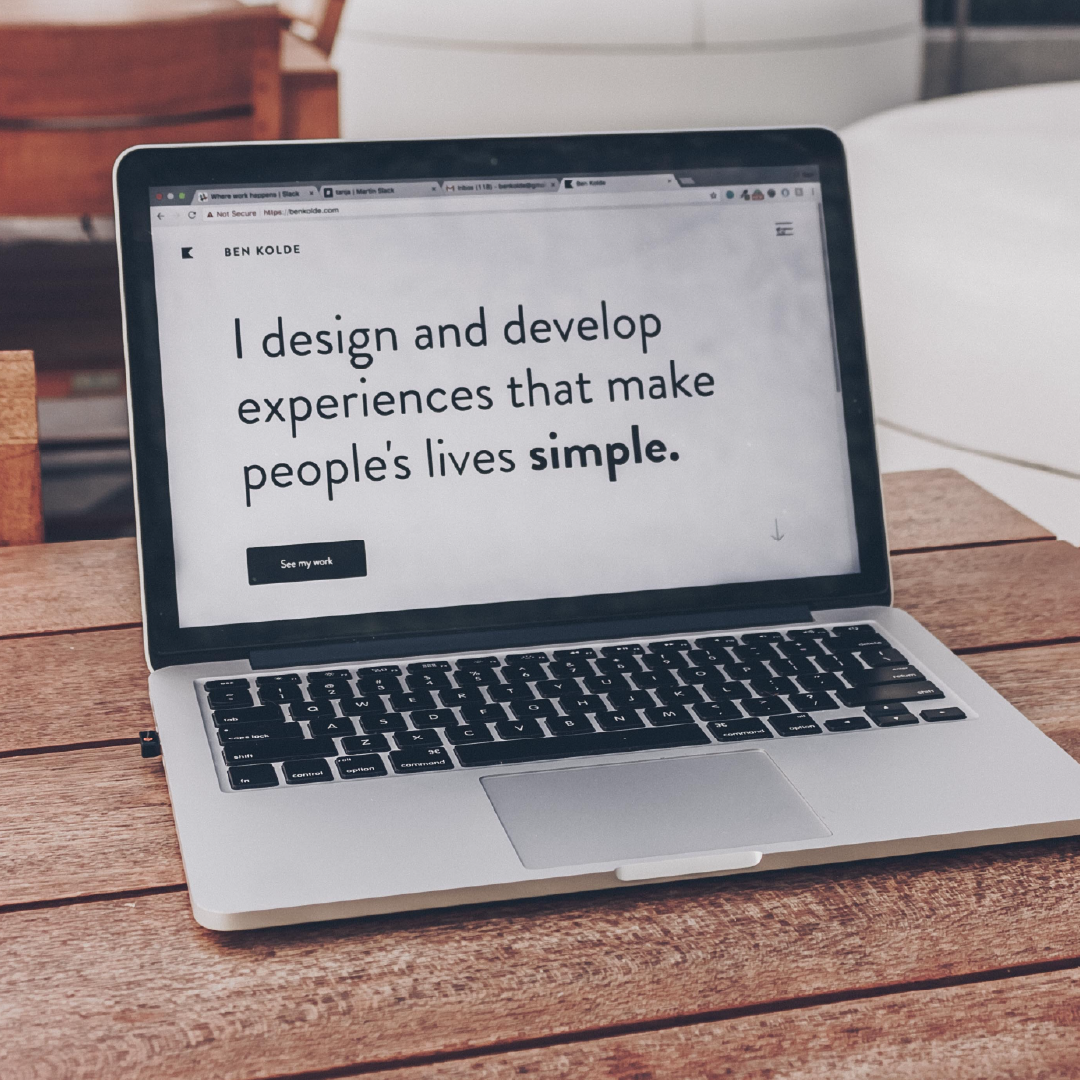 Where work happens | Slack
tanja | Martin Slack
Inbox (118) - benkolde@gma
Ben Kolde
Not Secure
https://benkolde.com
BEN KOLDE
I design and develop
experiences that make
people's lives simple.
See my work
tab
Q W E R T Y U I O P
return
caps lock
A S D F G H J K L
shift
Z X C V B N M
shift
fn
control
option
command
command
option